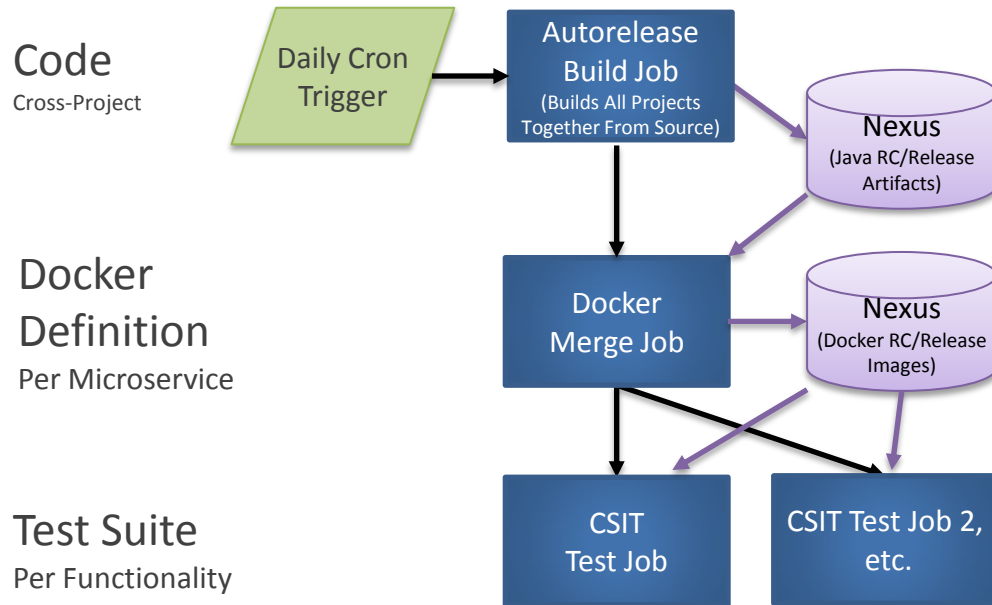 Code
Cross-Project
Daily Cron
Trigger
Autorelease
Build Job
(Builds All Projects
Together From Source)
Nexus
(Java RC/Release
Artifacts)
Docker
Definition
Per Microservice
Docker
Merge Job
Nexus
(Docker RC/Release
Images)
Test Suite
Per Functionality
CSIT
Test Job
CSIT Test Job 2,
etc.